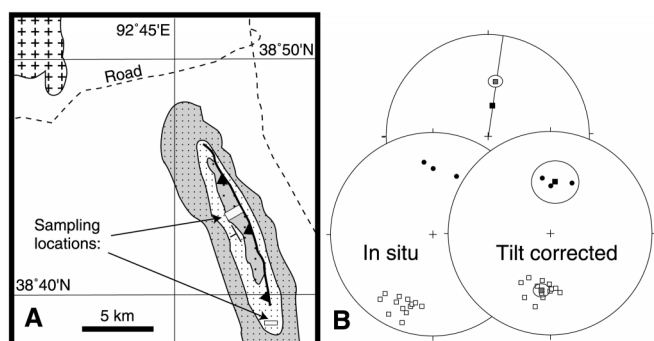 92˚45'E
38˚50'N
Road
Sampling
locations:
38˚40'N
A
5 km
In situ
Tilt corrected
B